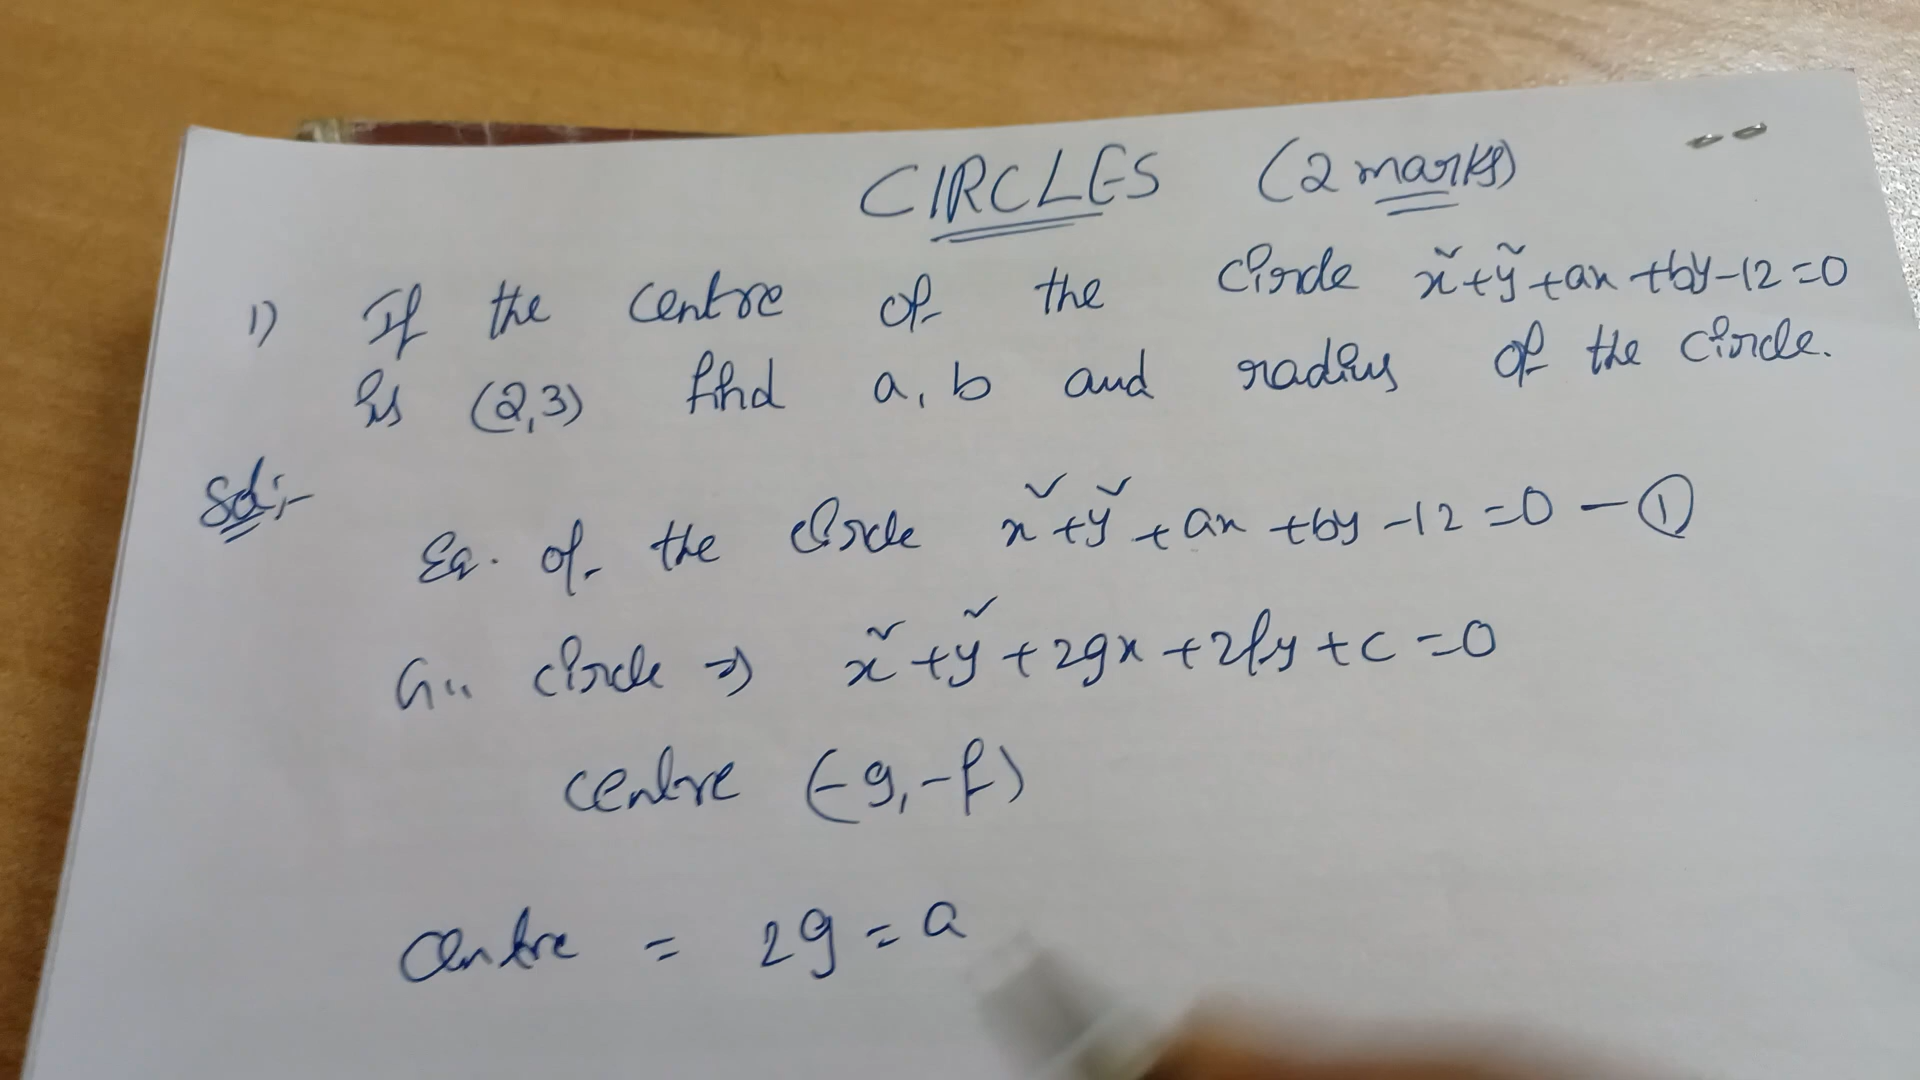 CIRCLES (2 marks)
1) If the centre of the circle x²+y²+ax+by-12=0
is (2,3) find a, b and radius of the circle.
Sol:-
Eq. of the circle x²+y²+ax+by-12=0 - ①
circle ⇒ x²+y²+2gx+2fy+c=0
centre (-g,-f)
centre = 2g=a